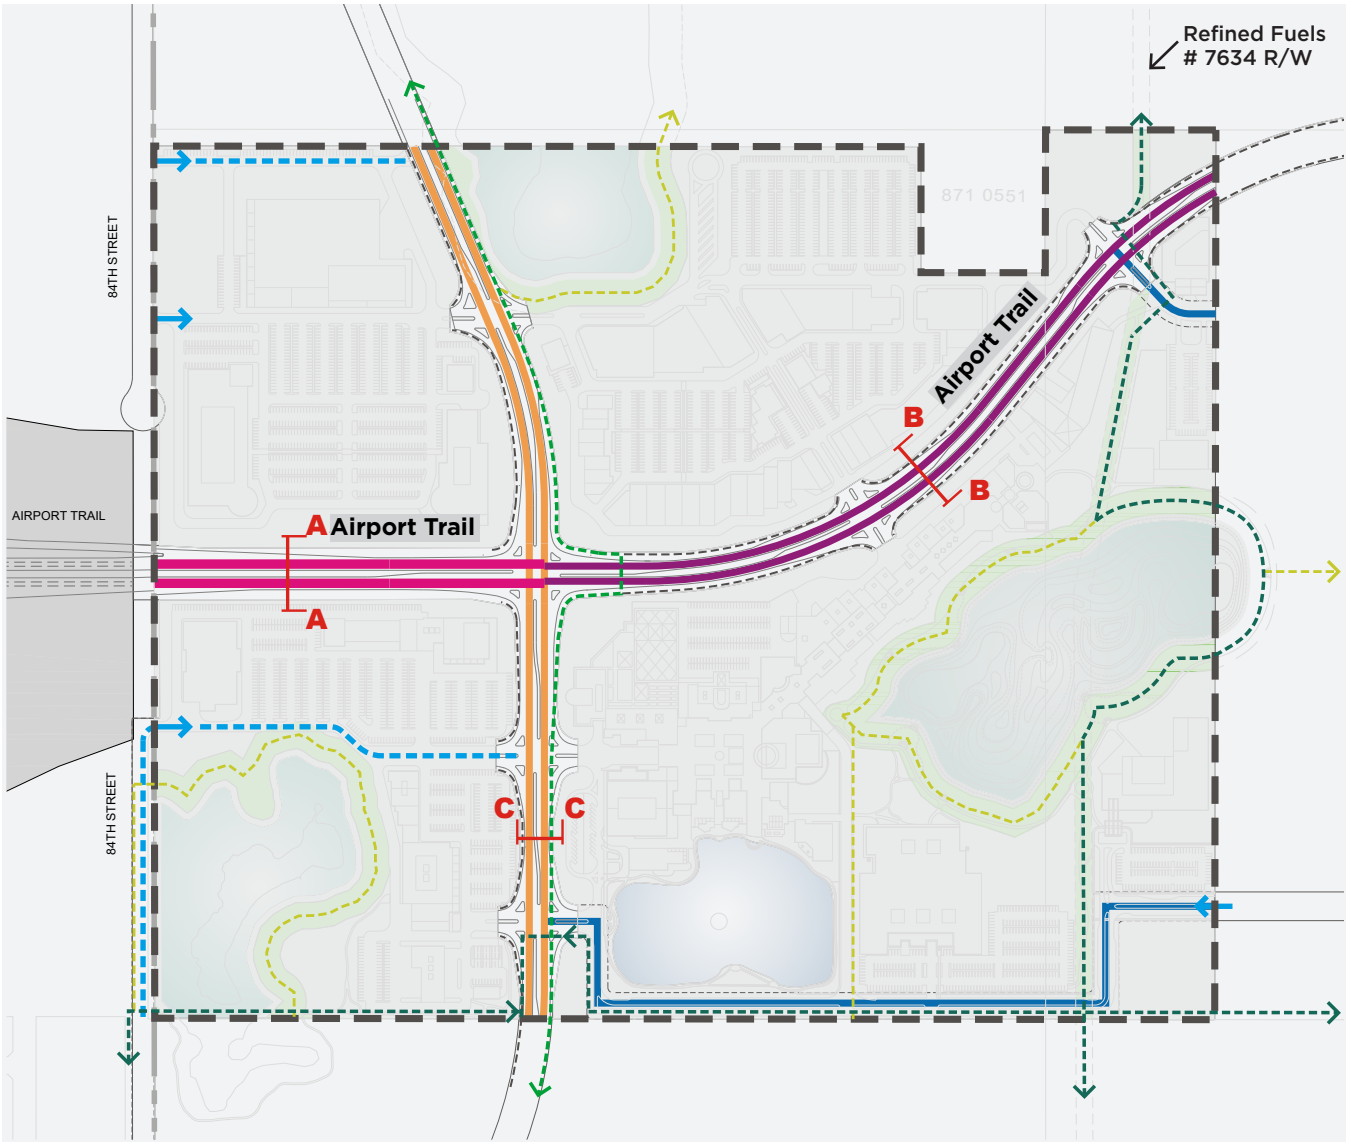 Refined Fuels
# 7634 R/W
871 0551
84TH STREET
Airport Trail
B
B
AIRPORT TRAIL
A
Airport Trail
A
84TH STREET
C
C